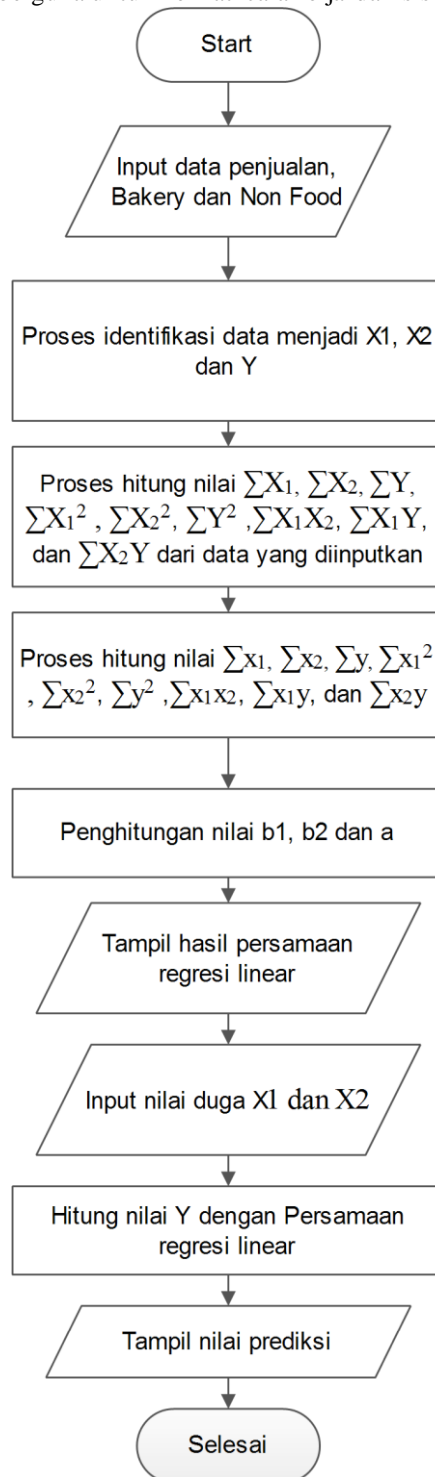 Start
Input data penjualan,
Bakery dan Non Food
Proses identifikasi data menjadi X1, X2
dan Y
Proses hitung nilai ∑X₁, ∑X₂, ∑Y,
∑X₁² , ∑X₂², ∑Y² ,∑X₁X₂, ∑X₁Y,
dan ∑X₂Y dari data yang diinputkan
Proses hitung nilai ∑x₁, ∑x₂, ∑y, ∑x₁²
, ∑x₂², ∑y² ,∑x₁x₂, ∑x₁y, dan ∑x₂y
Penghitungan nilai b1, b2 dan a
Tampil hasil persamaan
regresi linear
Input nilai duga X1 dan X2
Hitung nilai Y dengan Persamaan
regresi linear
Tampil nilai prediksi
Selesai